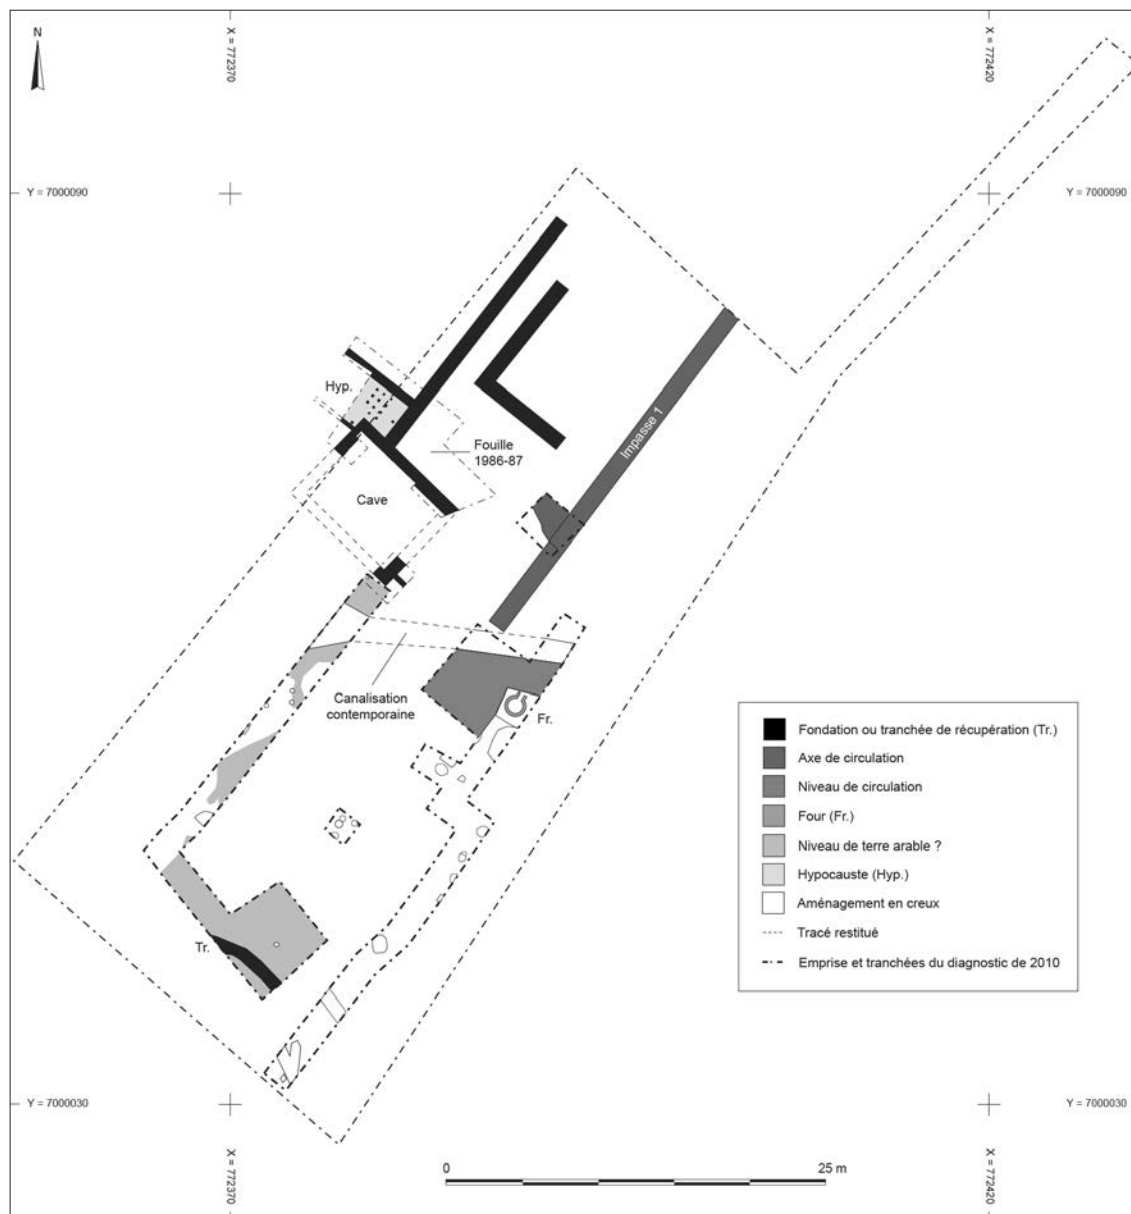 N
X = 772370
X = 772420
Y = 7000090
Y = 7000090
Hyp.
Fouille
1986-87
Impasse 1
Cave
Canalisation
contemporaine
Fr.
Tr.
Fondation ou tranchée de récupération (Tr.)
Axe de circulation
Niveau de circulation
Four (Fr.)
Niveau de terre arable ?
Hypocauste (Hyp.)
Aménagement en creux
Tracé restitué
Emprise et tranchées du diagnostic de 2010
Y = 7000030
Y = 7000030
X = 772370
X = 772420
0
25 m